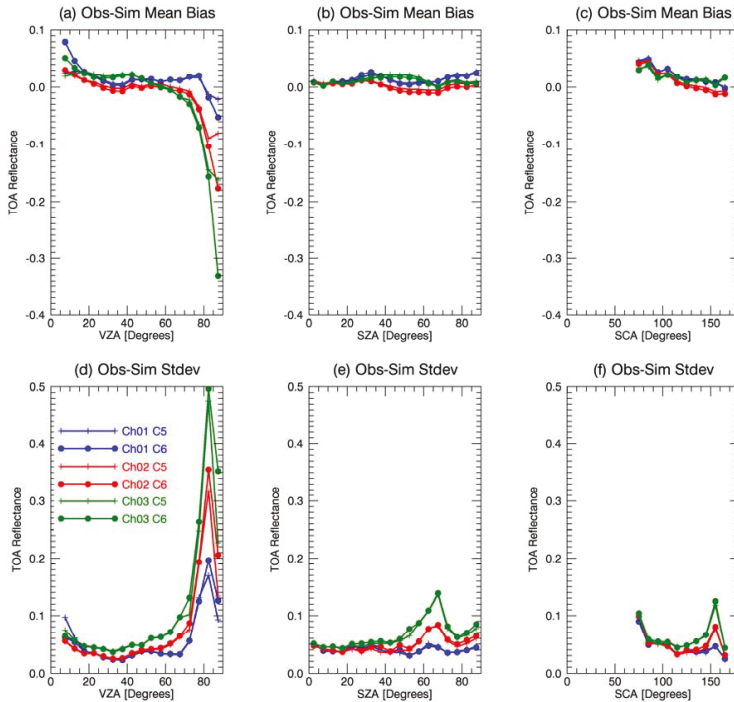 (a) Obs-Sim Mean Bias
(b) Obs-Sim Mean Bias
(c) Obs-Sim Mean Bias
0.1
0.0
-0.1
-0.2
-0.3
-0.4
TOA Reflectance
0 20 40 60 80
VZA [Degrees]
0.1
0.0
-0.1
-0.2
-0.3
-0.4
TOA Reflectance
0 20 40 60 80
SZA [Degrees]
0.1
0.0
-0.1
-0.2
-0.3
-0.4
TOA Reflectance
0 50 100 150
SCA [Degrees]
(d) Obs-Sim Stdev
(e) Obs-Sim Stdev
(f) Obs-Sim Stdev
0.5
0.4
0.3
0.2
0.1
0.0
TOA Reflectance
Ch01 C5
Ch01 C6
Ch02 C5
Ch02 C6
Ch03 C5
Ch03 C6
0 20 40 60 80
VZA [Degrees]
0.5
0.4
0.3
0.2
0.1
0.0
TOA Reflectance
0 20 40 60 80
SZA [Degrees]
0.5
0.4
0.3
0.2
0.1
0.0
TOA Reflectance
0 50 100 150
SCA [Degrees]